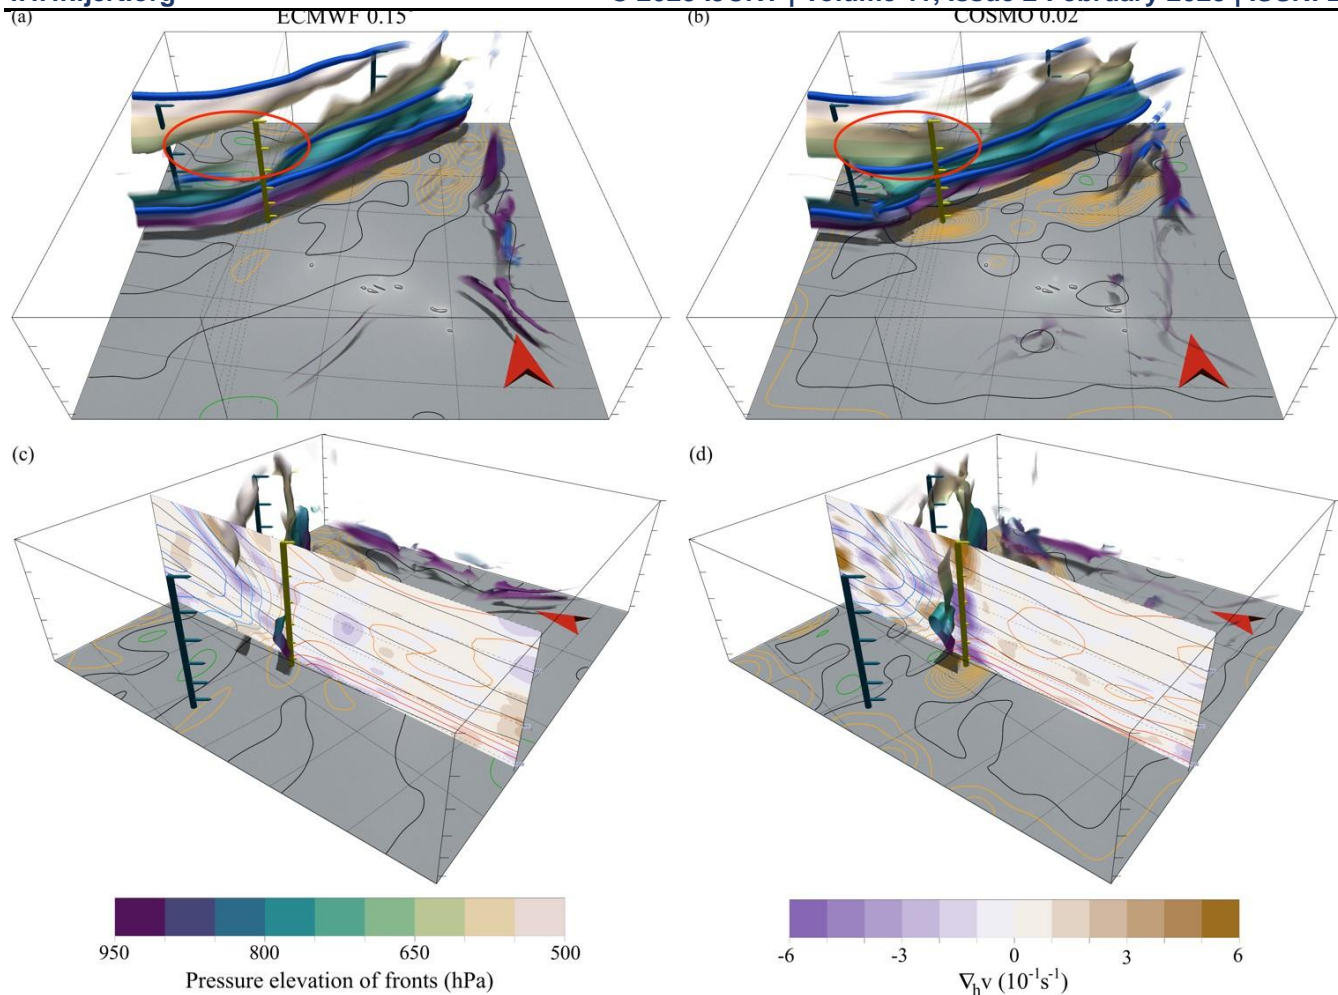 (a)
ECMWF 0.15°
(b)
COSMO 0.02
(c)
(d)
950
800
650
500
Pressure elevation of fronts (hPa)
-6
-3
0
3
6
∇ₕv (10⁻¹s⁻¹)